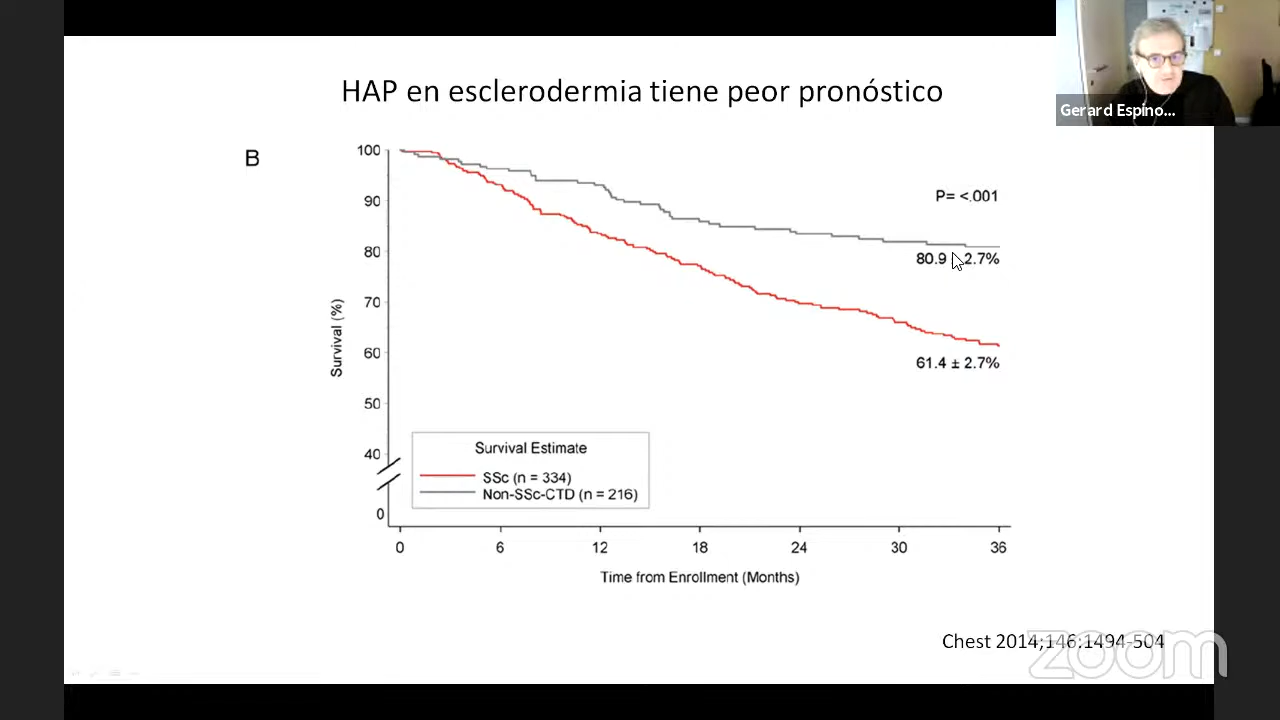 HAP en esclerodermia tiene peor pronóstico
Gerard Espino...
B
100
90
80
70
60
50
40
0
Survival (%)
P= <.001
80.9 2.7%
61.4 ± 2.7%
Survival Estimate
SSc (n = 334)
Non-SSc-CTD (n = 216)
0 6 12 18 24 30 36
Time from Enrollment (Months)
Chest 2014;146:1494-504
zoom